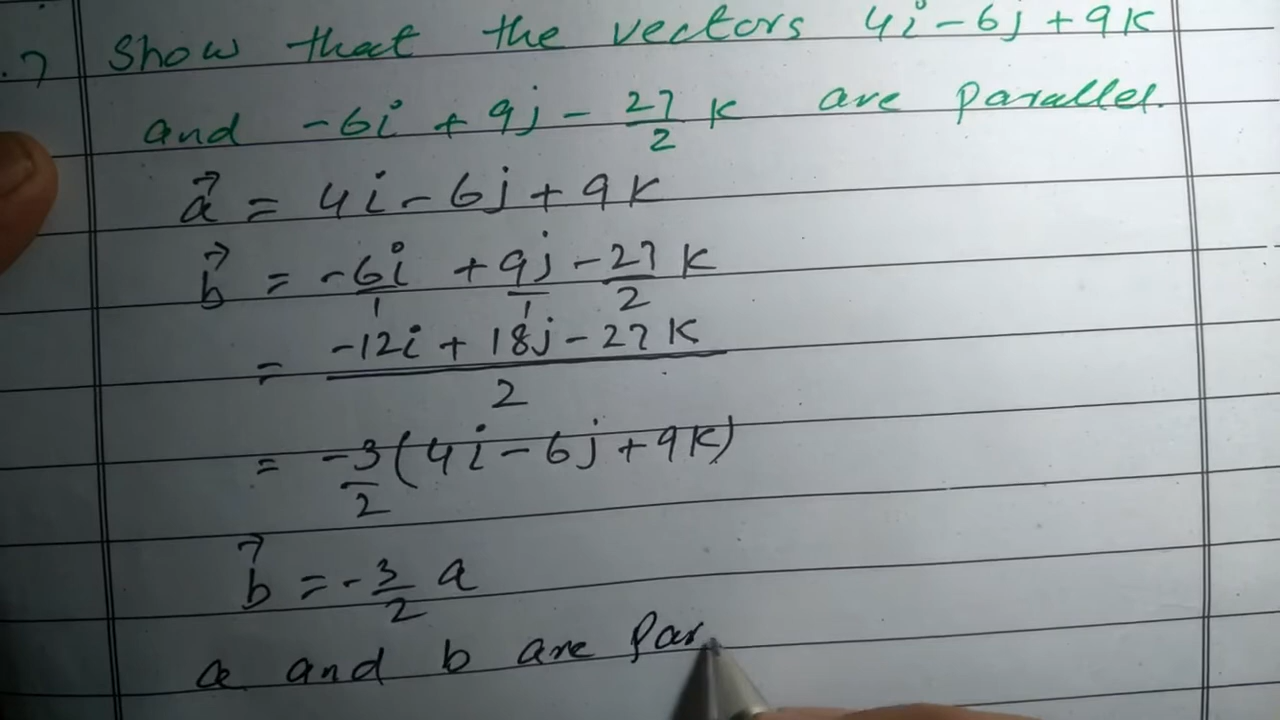 .7 Show that the vectors 4i - 6j + 9k
and -6i + 9j - 27/2 k are parallel.
a⃗ = 4i - 6j + 9k
b⃗ = -6i/1 + 9j/1 - 27/2 k
= (-12i + 18j - 27k)/2
= -3/2 (4i - 6j + 9k)
b⃗ = -3/2 a
a and b are Par